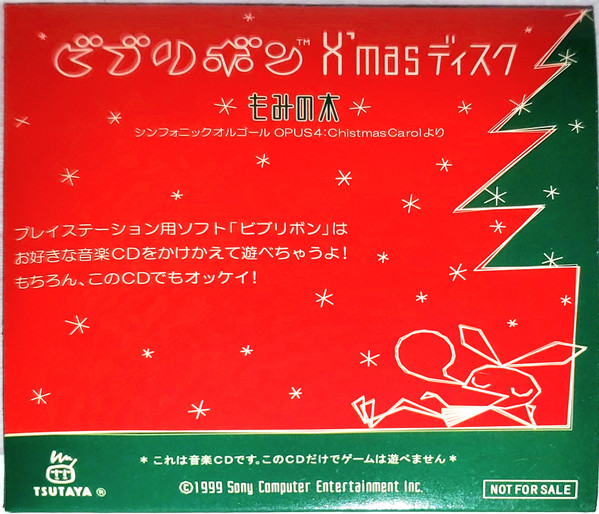 ビブリボン™ X'masディスク
もみの木
シンフォニックオルゴール OPUS4:ChistmasCarolより
プレイステーション用ソフト「ビブリボン」は
お好きな音楽CDをかけかえて遊べちゃうよ!
もちろん、このCDでもオッケイ!
＊これは音楽CDです。このCDだけでゲームは遊べません＊
TSUTAYA®
©1999 Sony Computer Entertainment Inc.
NOT FOR SALE